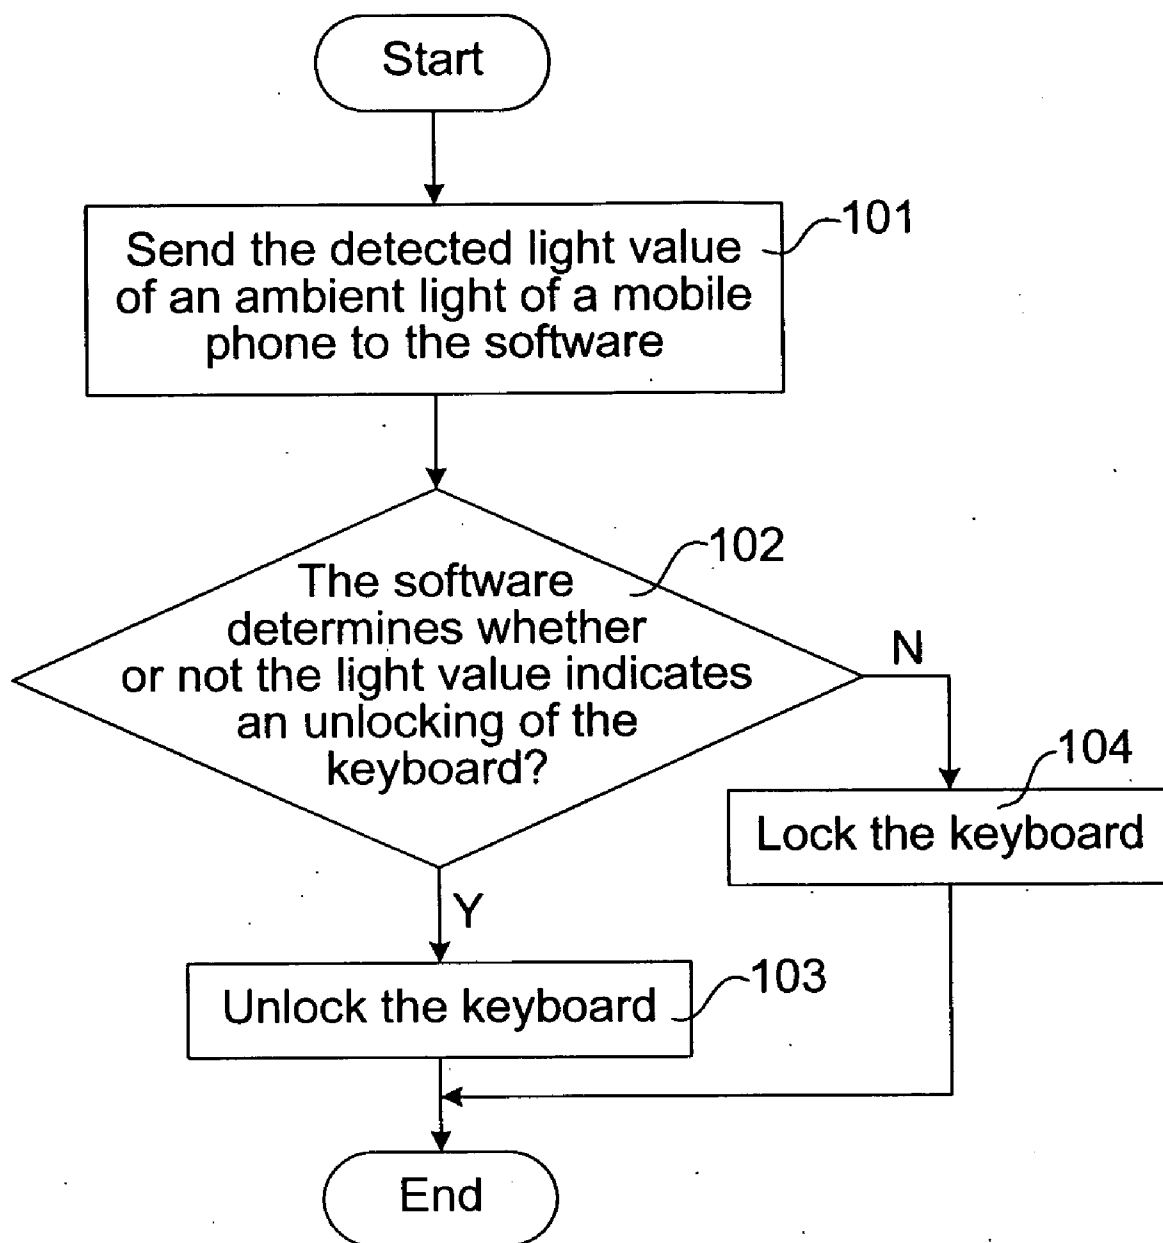 Start
101
Send the detected light value
of an ambient light of a mobile
phone to the software
102
The software
determines whether
or not the light value indicates
an unlocking of the
keyboard?
N
104
Lock the keyboard
Y
103
Unlock the keyboard
End